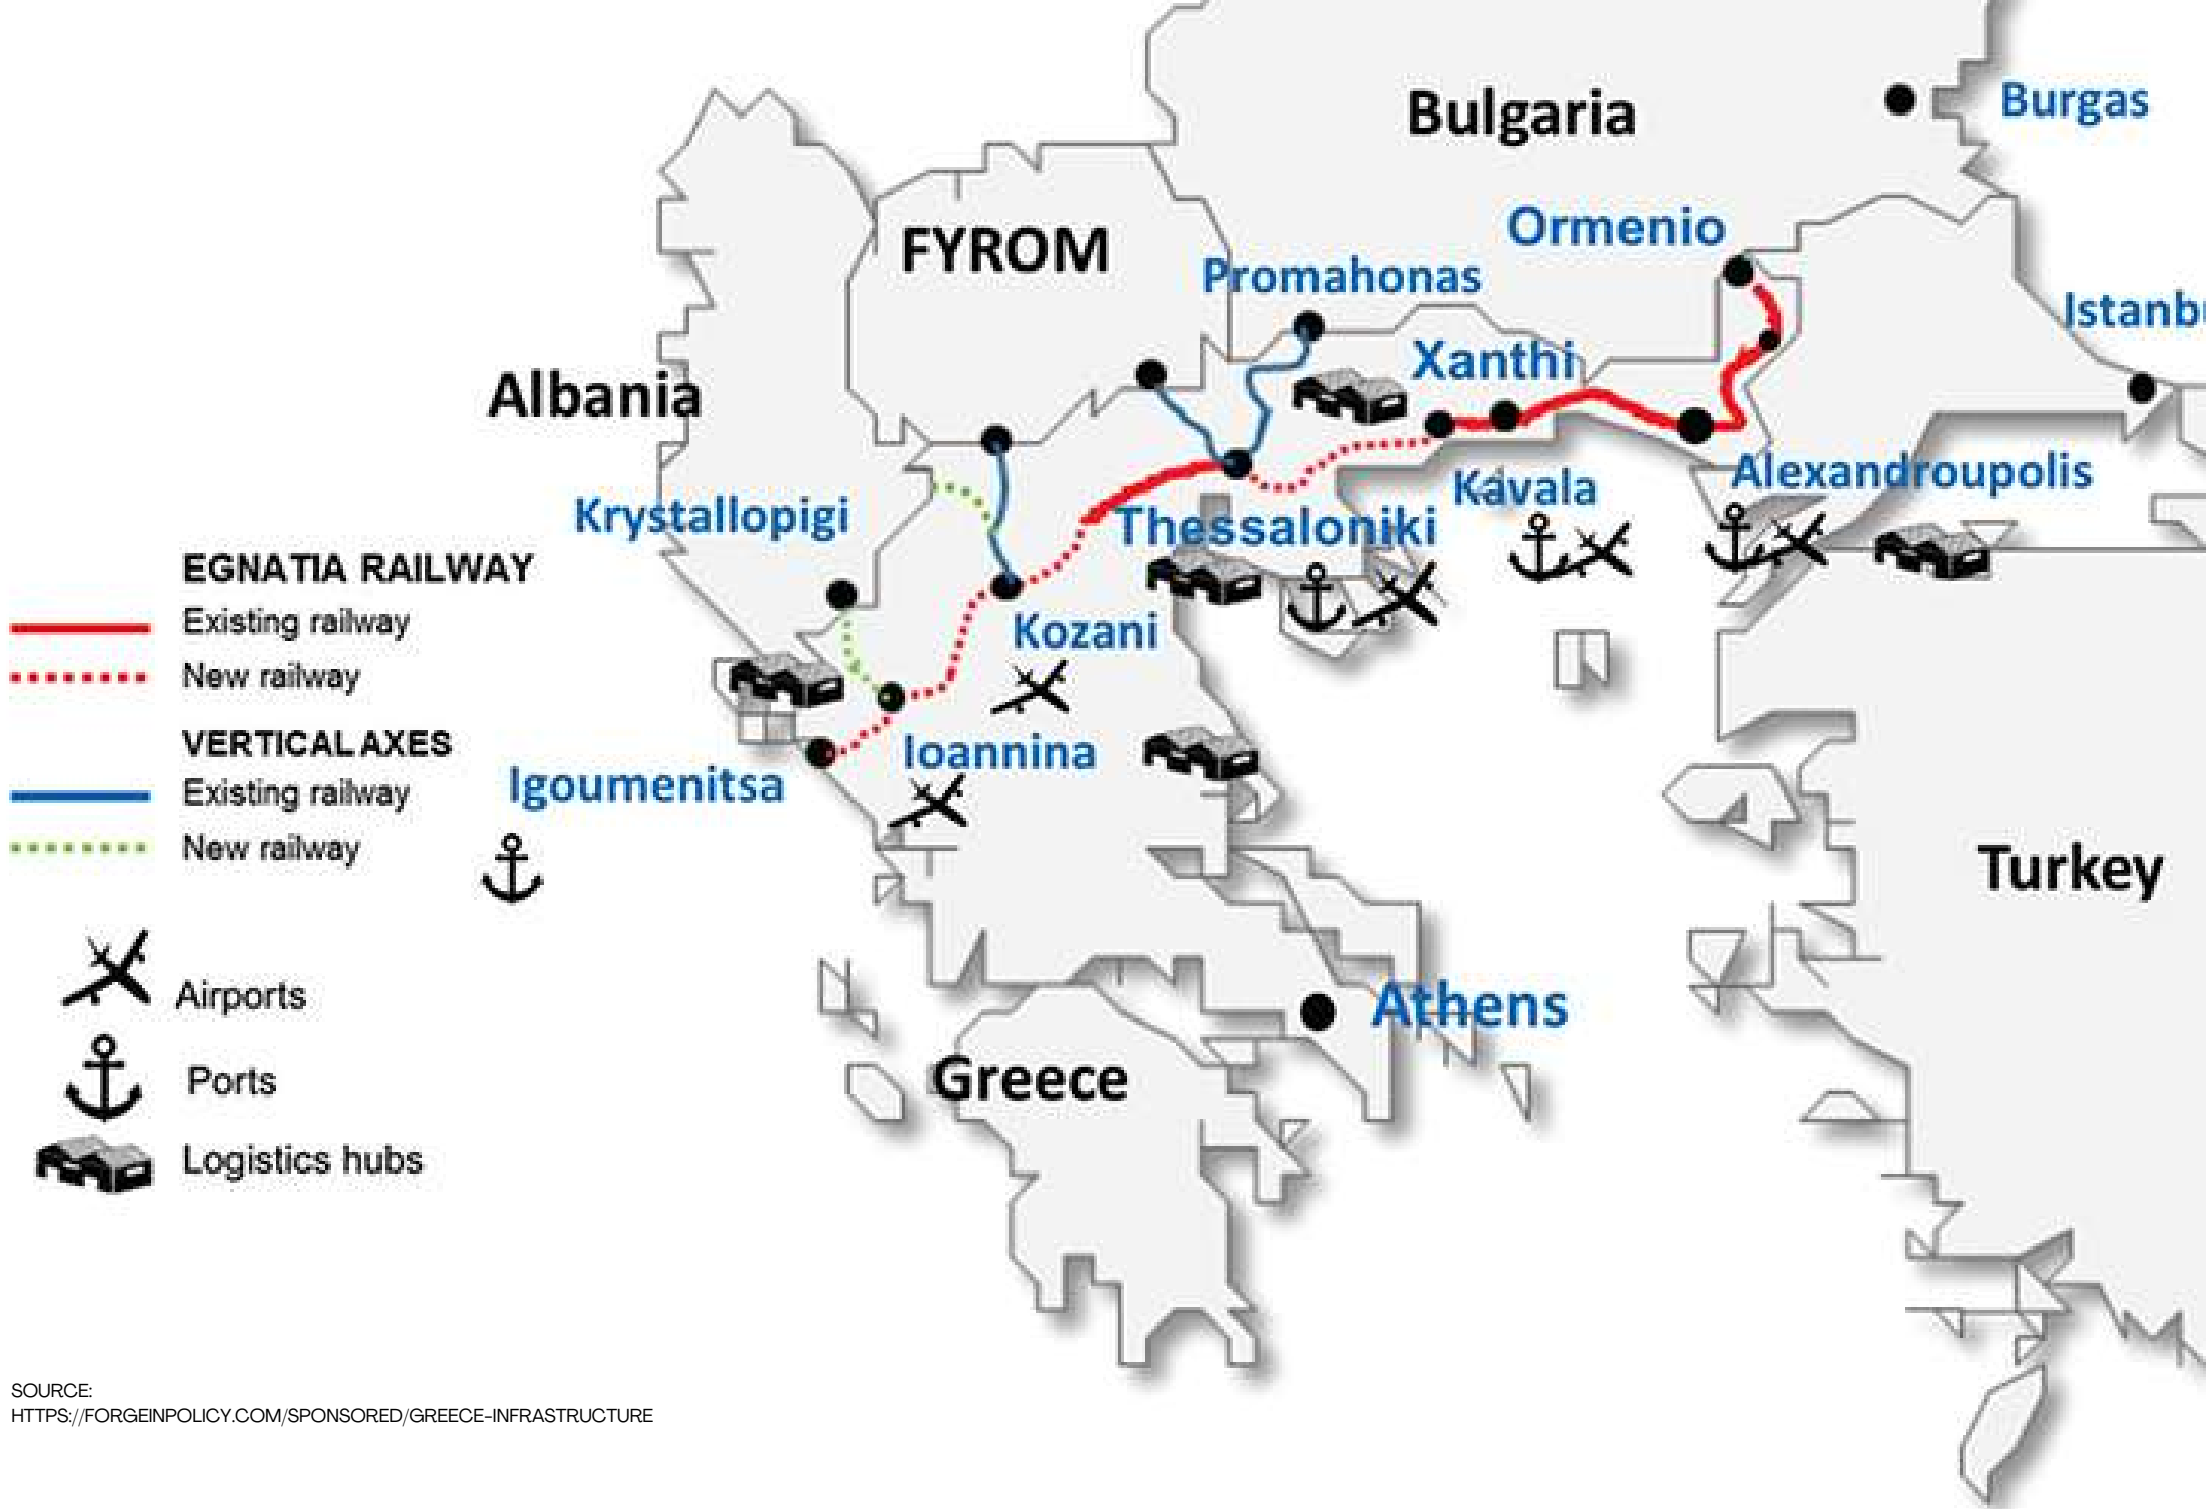 Bulgaria
Burgas
Ormenio
FYROM
Promahonas
Istanb
Xanthi
Albania
Kavala
Alexandroupolis
Krystallopigi
Thessaloniki
EGNATIA RAILWAY
Existing railway
New railway
Kozani
VERTICAL AXES
Existing railway
New railway
Ioannina
Igoumenitsa
Turkey
Airports
Athens
Ports
Greece
Logistics hubs
SOURCE:
HTTPS://FORGEINPOLICY.COM/SPONSORED/GREECE-INFRASTRUCTURE